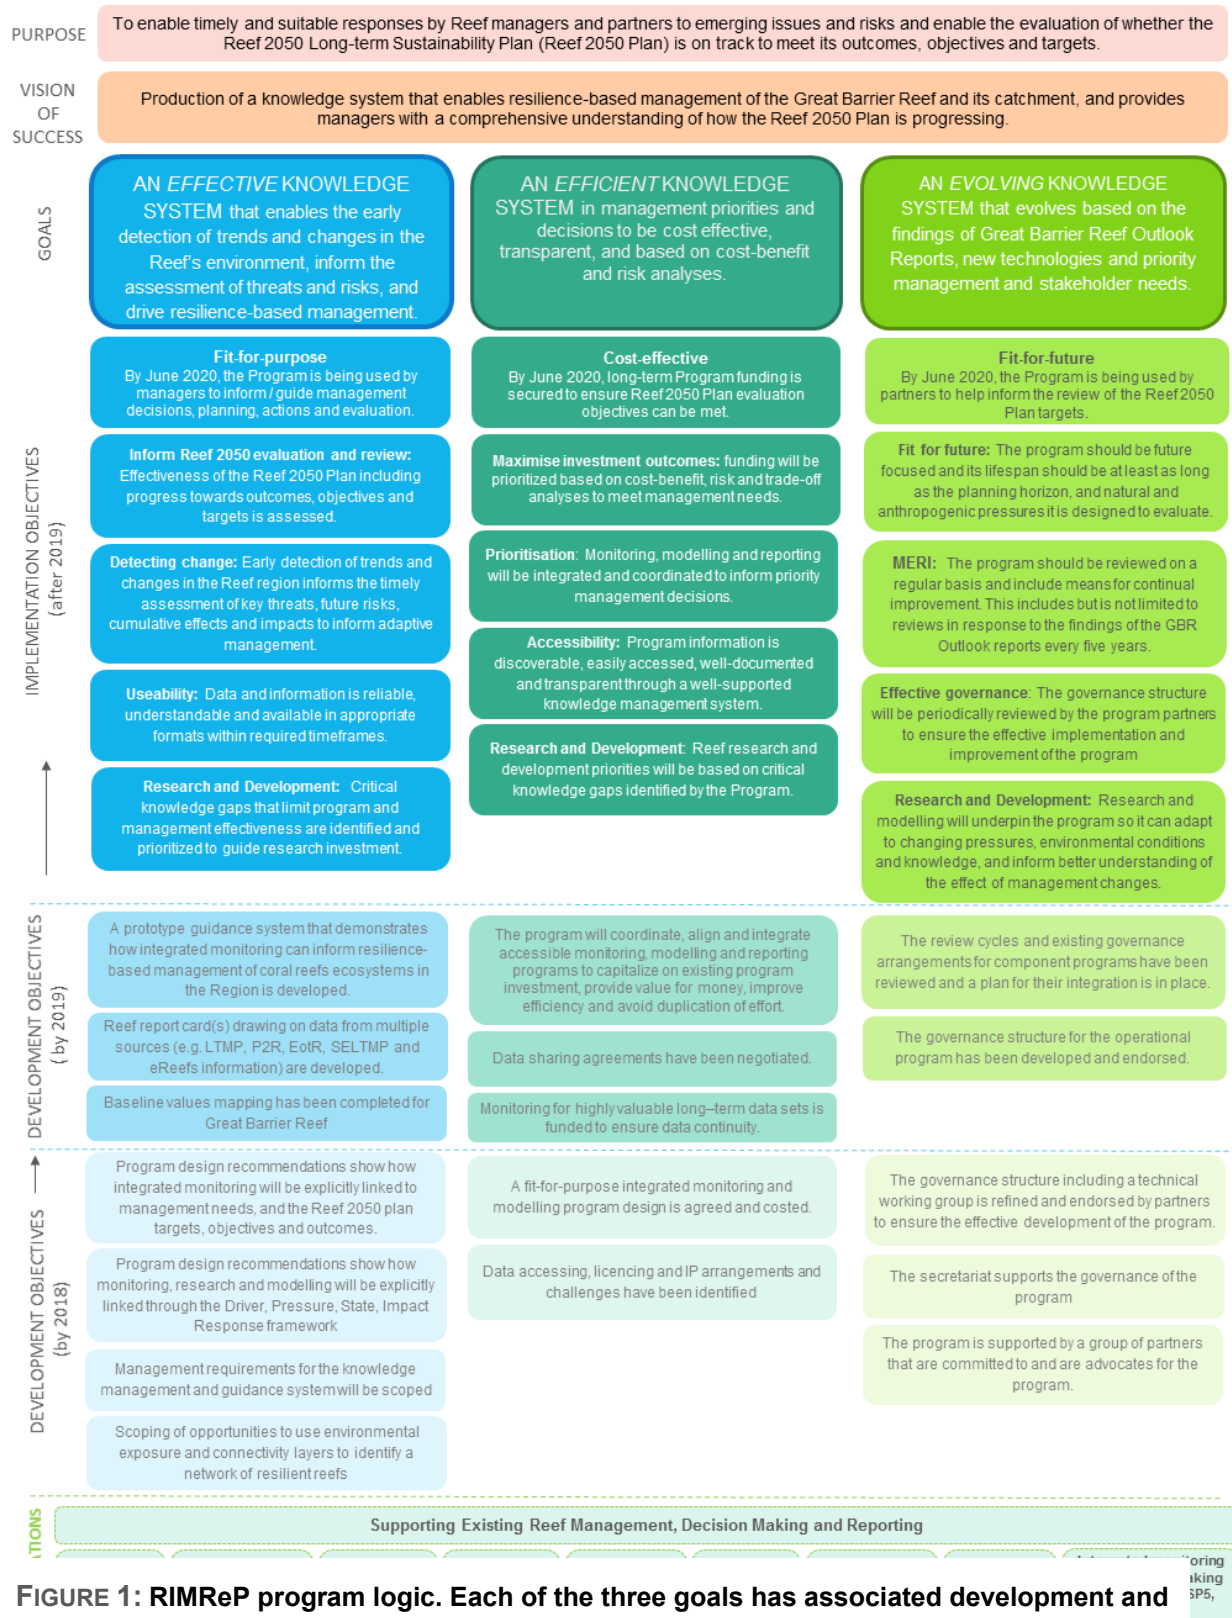 PURPOSE
To enable timely and suitable responses by Reef managers and partners to emerging issues and risks and enable the evaluation of whether the
Reef 2050 Long-term Sustainability Plan (Reef 2050 Plan) is on track to meet its outcomes, objectives and targets.
VISION
OF
SUCCESS
Production of a knowledge system that enables resilience-based management of the Great Barrier Reef and its catchment, and provides
managers with a comprehensive understanding of how the Reef 2050 Plan is progressing.
GOALS
AN EFFECTIVE KNOWLEDGE
SYSTEM that enables the early
detection of trends and changes in the
Reef's environment, inform the
assessment of threats and risks, and
drive resilience-based management.
AN EFFICIENT KNOWLEDGE
SYSTEM in management priorities and
decisions to be cost effective,
transparent, and based on cost-benefit
and risk analyses.
AN EVOLVING KNOWLEDGE
SYSTEM that evolves based on the
findings of Great Barrier Reef Outlook
Reports, new technologies and priority
management and stakeholder needs.
IMPLEMENTATION OBJECTIVES
(after 2019)
Fit-for-purpose
By June 2020, the Program is being used by
managers to inform / guide management
decisions, planning, actions and evaluation.
Inform Reef 2050 evaluation and review:
Effectiveness of the Reef 2050 Plan including
progress towards outcomes, objectives and
targets is assessed.
Detecting change: Early detection of trends and
changes in the Reef region informs the timely
assessment of key threats, future risks,
cumulative effects and impacts to inform adaptive
management.
Useability: Data and information is reliable,
understandable and available in appropriate
formats within required timeframes.
Research and Development: Critical
knowledge gaps that limit program and
management effectiveness are identified and
prioritized to guide research investment.
Cost-effective
By June 2020, long-term Program funding is
secured to ensure Reef 2050 Plan evaluation
objectives can be met.
Maximise investment outcomes: funding will be
prioritized based on cost-benefit, risk and trade-off
analyses to meet management needs.
Prioritisation: Monitoring, modelling and reporting
will be integrated and coordinated to inform priority
management decisions.
Accessibility: Program information is
discoverable, easily accessed, well-documented
and transparent through a well-supported
knowledge management system.
Research and Development: Reef research and
development priorities will be based on critical
knowledge gaps identified by the Program.
Fit-for-future
By June 2020, the Program is being used by
partners to help inform the review of the Reef 2050
Plan targets.
Fit for future: The program should be future
focused and its lifespan should be at least as long
as the planning horizon, and natural and
anthropogenic pressures it is designed to evaluate.
MERI: The program should be reviewed on a
regular basis and include means for continual
improvement. This includes but is not limited to
reviews in response to the findings of the GBR
Outlook reports every five years.
Effective governance: The governance structure
will be periodically reviewed by the program partners
to ensure the effective implementation and
improvement of the program
Research and Development: Research and
modelling will underpin the program so it can adapt
to changing pressures, environmental conditions
and knowledge, and inform better understanding of
the effect of management changes.
DEVELOPMENT OBJECTIVES
( by 2019)
A prototype guidance system that demonstrates
how integrated monitoring can inform resilience-
based management of coral reefs ecosystems in
the Region is developed.
Reef report card(s) drawing on data from multiple
sources (e.g. LTMP, P2R, EotR, SELTMP and
eReefs information) are developed.
Baseline values mapping has been completed for
Great Barrier Reef
The program will coordinate, align and integrate
accessible monitoring, modelling and reporting
programs to capitalize on existing program
investment, provide value for money, improve
efficiency and avoid duplication of effort.
Data sharing agreements have been negotiated.
Monitoring for highly valuable long–term data sets is
funded to ensure data continuity.
The review cycles and existing governance
arrangements for component programs have been
reviewed and a plan for their integration is in place.
The governance structure for the operational
program has been developed and endorsed.
DEVELOPMENT OBJECTIVES
(by 2018)
Program design recommendations show how
integrated monitoring will be explicitly linked to
management needs, and the Reef 2050 plan
targets, objectives and outcomes.
Program design recommendations show how
monitoring, research and modelling will be explicitly
linked through the Driver, Pressure, State, Impact
Response framework
Management requirements for the knowledge
management and guidance system will be scoped
Scoping of opportunities to use environmental
exposure and connectivity layers to identify a
network of resilient reefs
A fit-for-purpose integrated monitoring and
modelling program design is agreed and costed.
Data accessing, licencing and IP arrangements and
challenges have been identified
The governance structure including a technical
working group is refined and endorsed by partners
to ensure the effective development of the program.
The secretariat supports the governance of the
program
The program is supported by a group of partners
that are committed to and are advocates for the
program.
ATIONS
Supporting Existing Reef Management, Decision Making and Reporting
oring
aking
SP5,
FIGURE 1: RIMReP program logic. Each of the three goals has associated development and